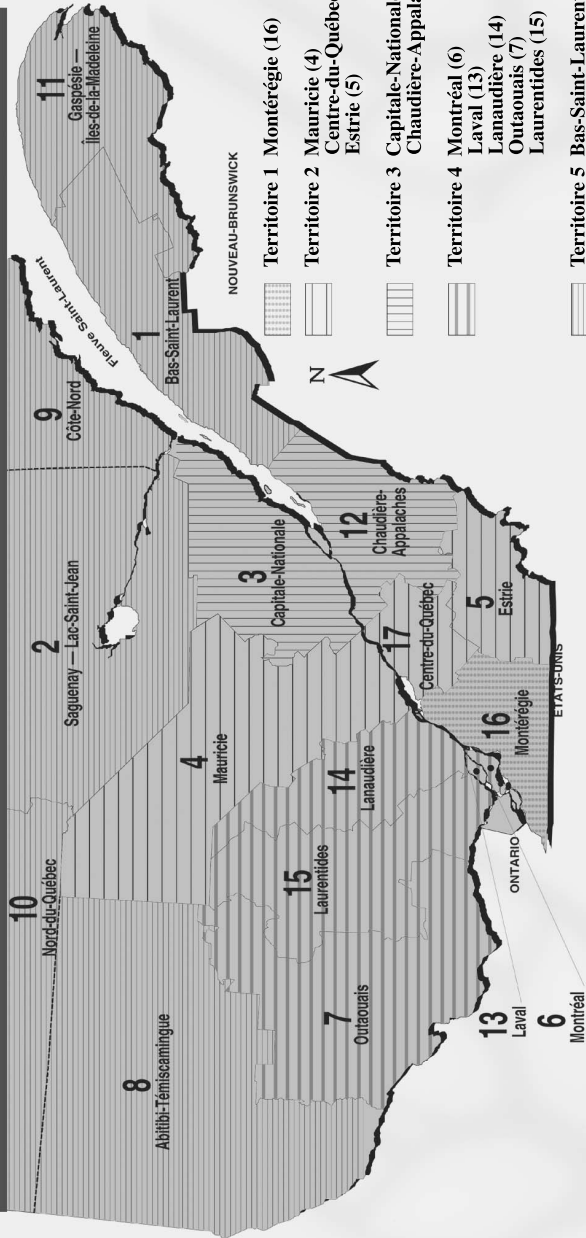 11
Gaspésie —
Îles-de-la-Madeleine
9
Côte-Nord
Fleuve Saint-Laurent
1
Bas-Saint-Laurent
NOUVEAU-BRUNSWICK
10
Nord-du-Québec
2
Saguenay — Lac-Saint-Jean
3
Capitale-Nationale
12
Chaudière-
Appalaches
N
8
Abitibi-Témiscamingue
4
Mauricie
17
Centre-du-Québec
5
Estrie
15
Laurentides
14
Lanaudière
16
Montérégie
7
Outaouais
ÉTATS-UNIS
ONTARIO
13
Laval
6
Montréal
Territoire 1 Montérégie (16)
Territoire 2 Mauricie (4)
Centre-du-Québec
Estrie (5)
Territoire 3 Capitale-Nationale
Chaudière-Appala
Territoire 4 Montréal (6)
Laval (13)
Lanaudière (14)
Outaouais (7)
Laurentides (15)
Territoire 5 Bas-Saint-Laurent